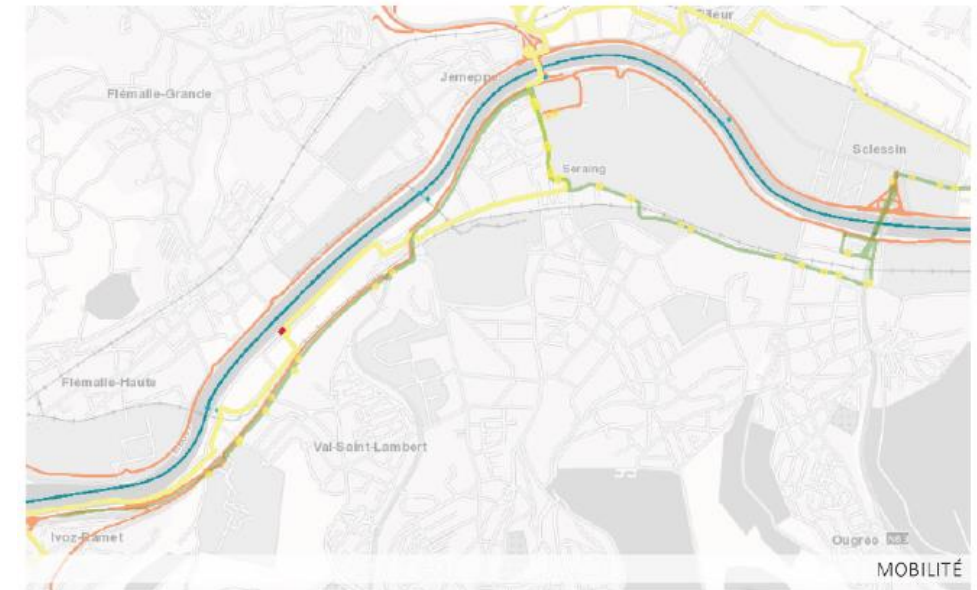 Jemeppe
Flémalle-Grande
Sclessin
Seraing
Flémalle-Haute
Val-Saint-Lambert
Ivoz-Ramet
Ougrée
MOBILITÉ